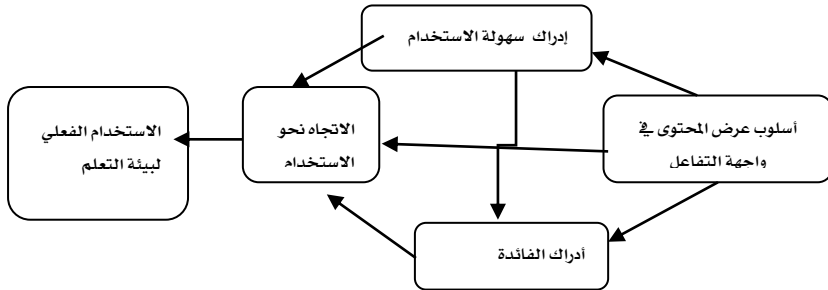 إدراك سهولة الاستخدام
أسلوب عرض المحتوى في
واجهة التفاعل
الاتجاه نحو
الاستخدام
الاستخدام الفعلي
لبيئة التعلم
أدراك الفائدة